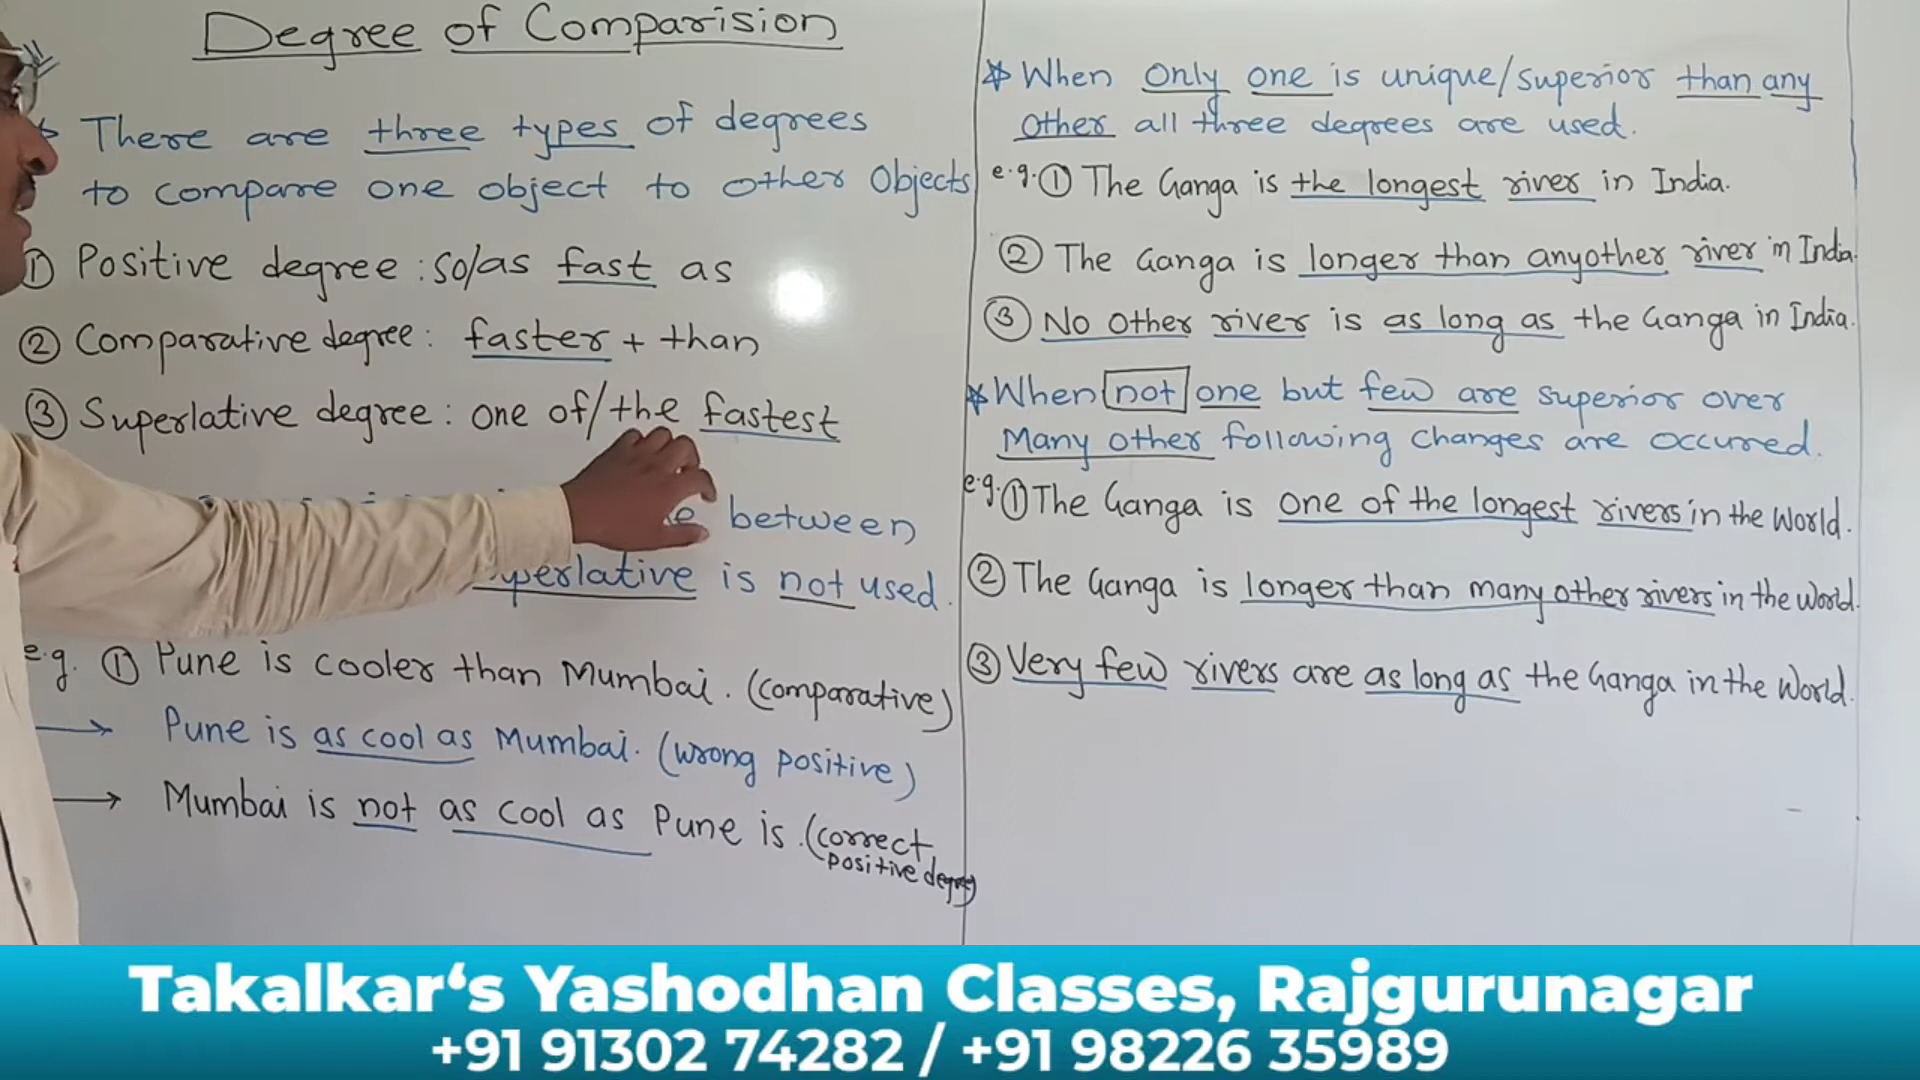 Degree of Comparision
There are three types of degrees
to compare one object to other Objects
① Positive degree : so/as fast as
② Comparative degree : faster + than
③ Superlative degree : one of/the fastest
between
is not used.
e.g. ① Pune is cooler than Mumbai. (comparative)
→ Pune is as cool as Mumbai. (wrong positive)
→ Mumbai is not as cool as Pune is. (correct
positive degree)
* When only one is unique/superior than any
other all three degrees are used.
e.g. ① The Ganga is the longest river in India.
② The Ganga is longer than anyother river in India.
③ No other river is as long as the Ganga in India.
* When not one but few are superior over
Many other following changes are occurred.
e.g. ① The Ganga is one of the longest rivers in the World.
② The Ganga is longer than many other rivers in the World.
③ Very few rivers are as long as the Ganga in the World.
Takalkar‘s Yashodhan Classes, Rajgurunagar
+91 91302 74282 / +91 98226 35989